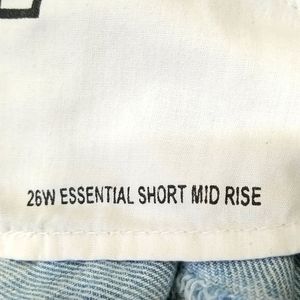 26W ESSENTIAL SHORT MID RISE